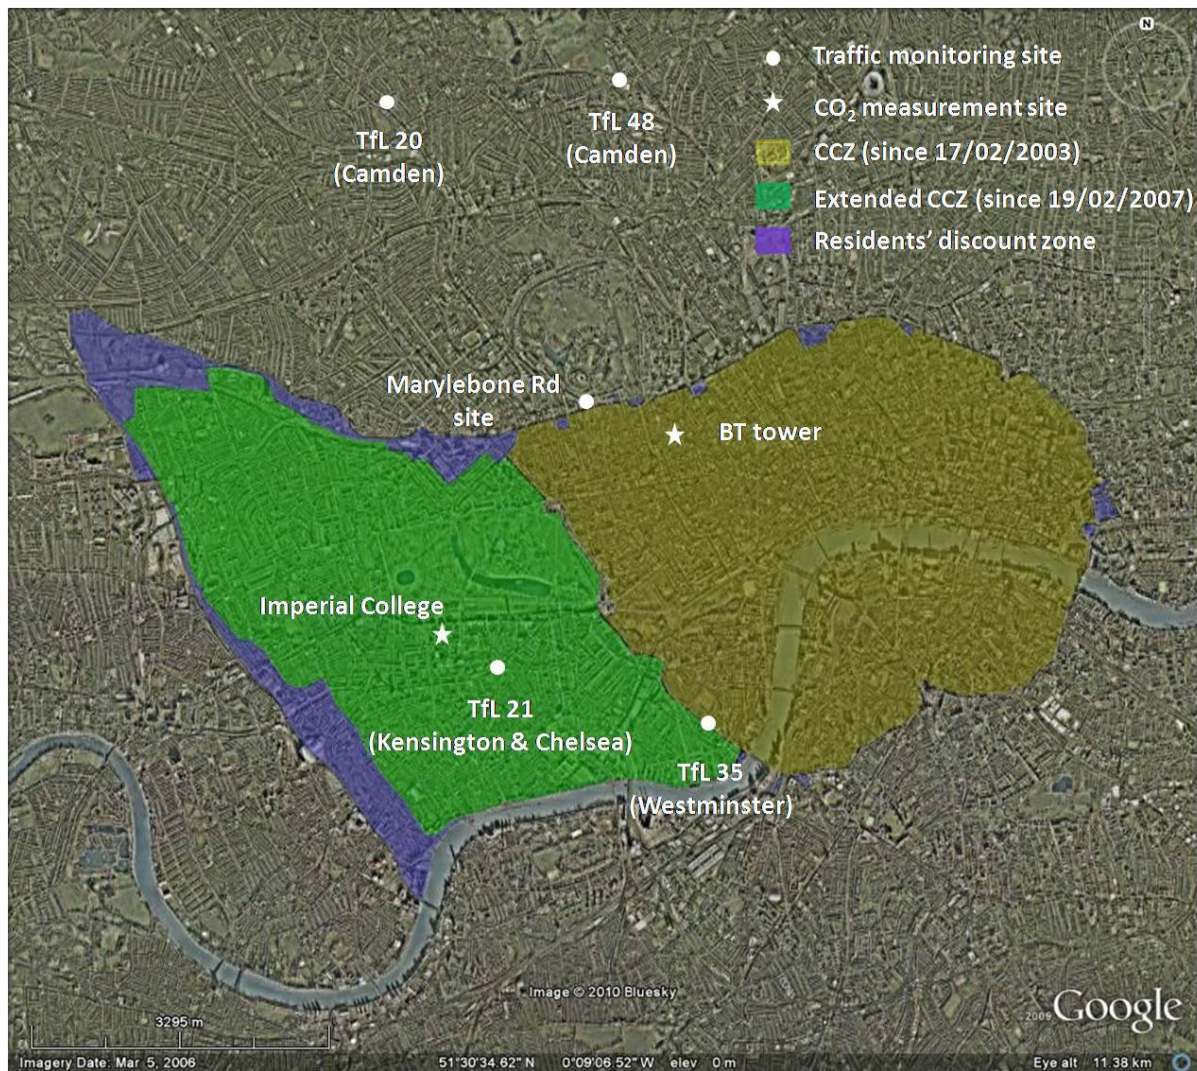 N
Traffic monitoring site
CO₂ measurement site
CCZ (since 17/02/2003)
Extended CCZ (since 19/02/2007)
Residents' discount zone
TfL 20
(Camden)
TfL 48
(Camden)
Marylebone Rd
site
BT tower
Imperial College
TfL 21
(Kensington & Chelsea)
TfL 35
(Westminster)
Image © 2010 Bluesky
©2009 Google
3295 m
Imagery Date: Mar 5, 2006
51°30'34.62" N 0°09'06.52" W elev 0 m
Eye alt 11.38 km